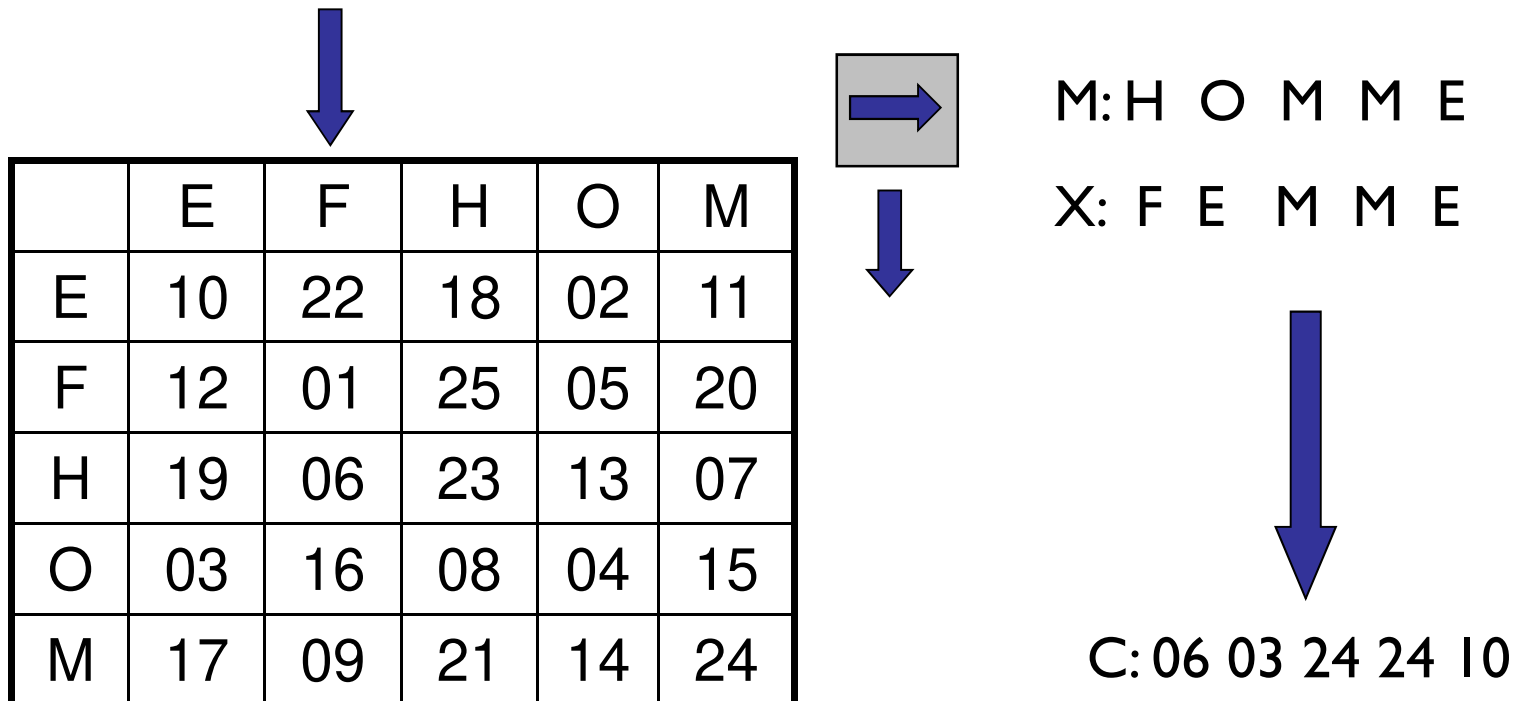 E F H O M
E 10 22 18 02 11
F 12 01 25 05 20
H 19 06 23 13 07
O 03 16 08 04 15
M 17 09 21 14 24
M: H O M M E
X: F E M M E
C: 06 03 24 24 10